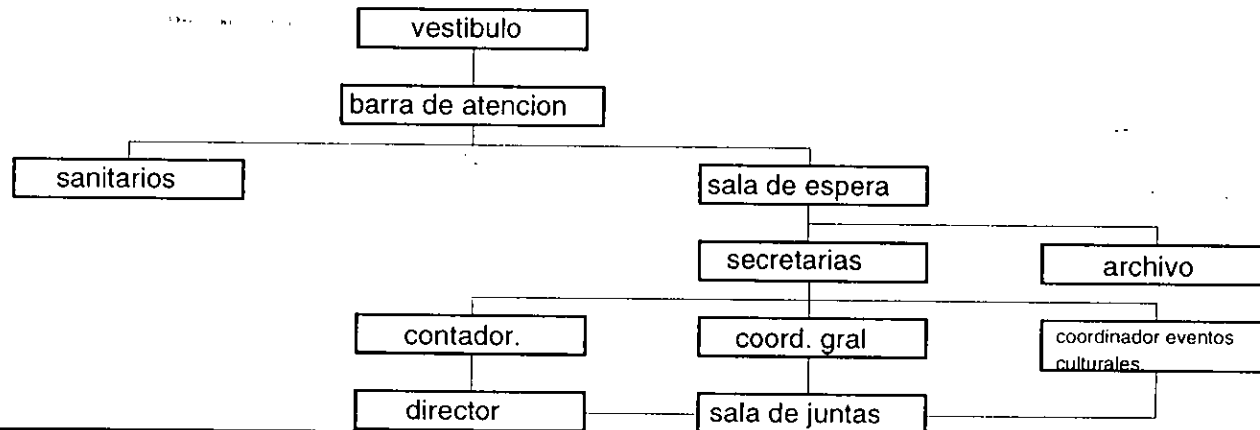 vestibulo
barra de atencion
sanitarios
sala de espera
secretarias
archivo
contador.
coord. gral
coordinador eventos
culturales.
director
sala de juntas